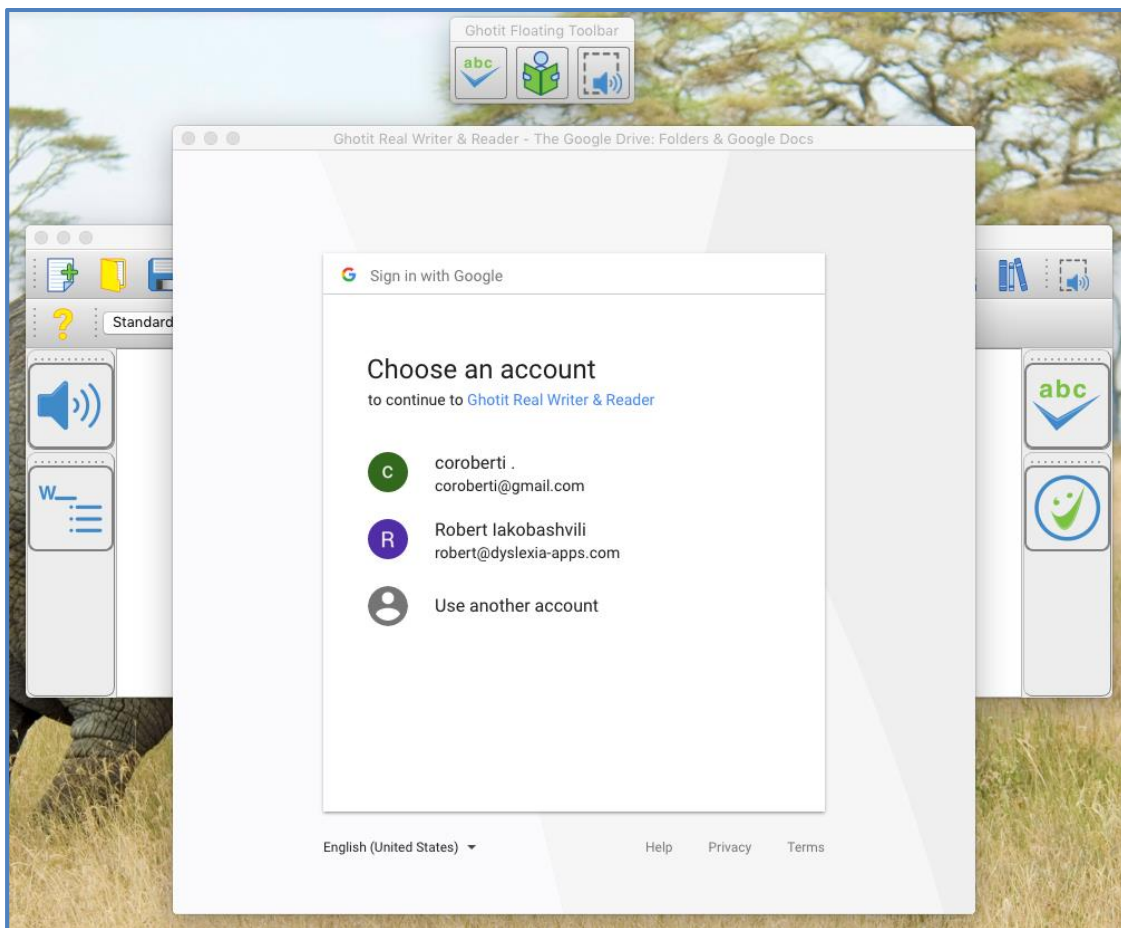 Ghotit Floating Toolbar
abc
Ghotit Real Writer & Reader - The Google Drive: Folders & Google Docs
G Sign in with Google
Standard
Choose an account
to continue to Ghotit Real Writer & Reader
abc
c
coroberti .
coroberti@gmail.com
W
R
Robert Iakobashvili
robert@dyslexia-apps.com
Use another account
English (United States)
Help Privacy Terms